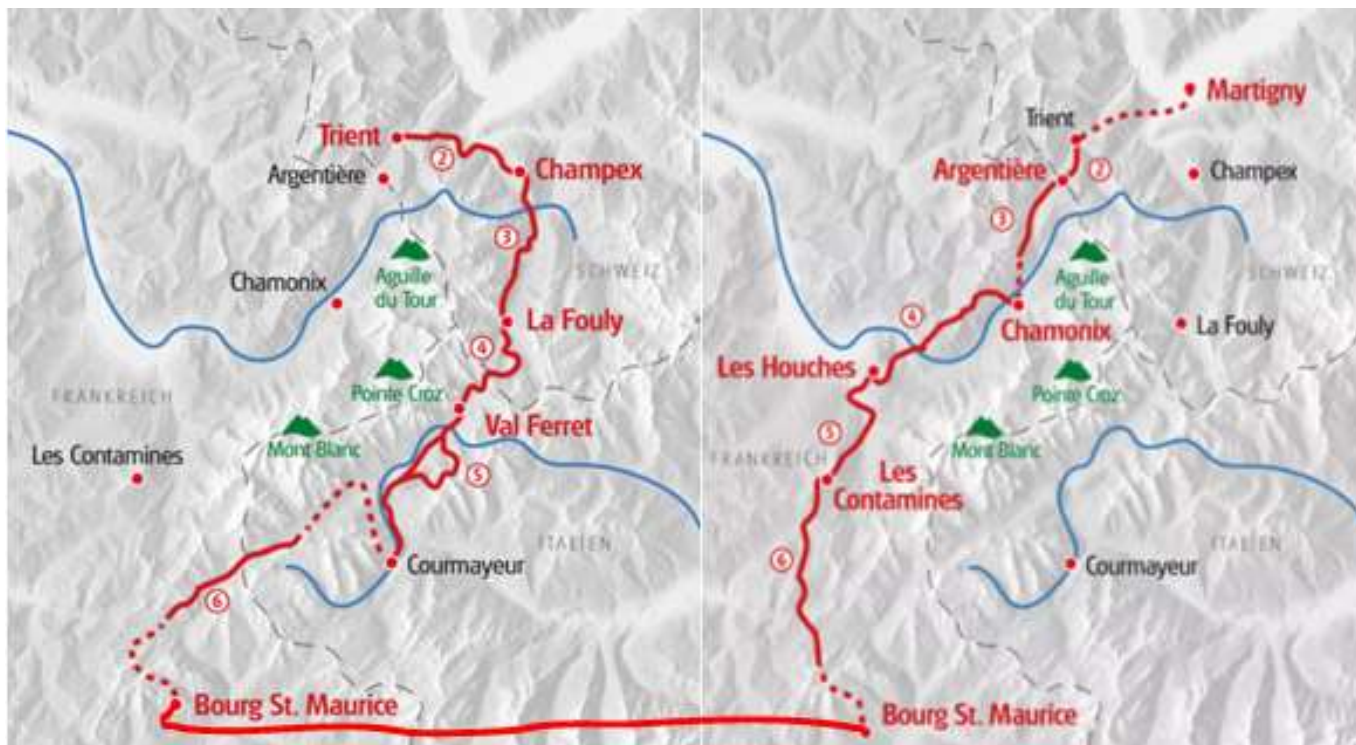 Trient
②
Argentière
Champex
③
SCHWEIZ
Aguille
du Tour
Chamonix
La Fouly
④
Pointe Croz
FRANKREICH
Val Ferret
Mont Blanc
Les Contamines
⑤
ITALIEN
Courmayeur
⑥
Bourg St. Maurice
Martigny
Trient
Argentière
②
Champex
③
SCHWEIZ
Aguille
du Tour
④
Chamonix
La Fouly
Les Houches
Pointe Croz
⑤
Mont Blanc
FRANKREICH
Les
Contamines
ITALIEN
⑥
Courmayeur
Bourg St. Maurice